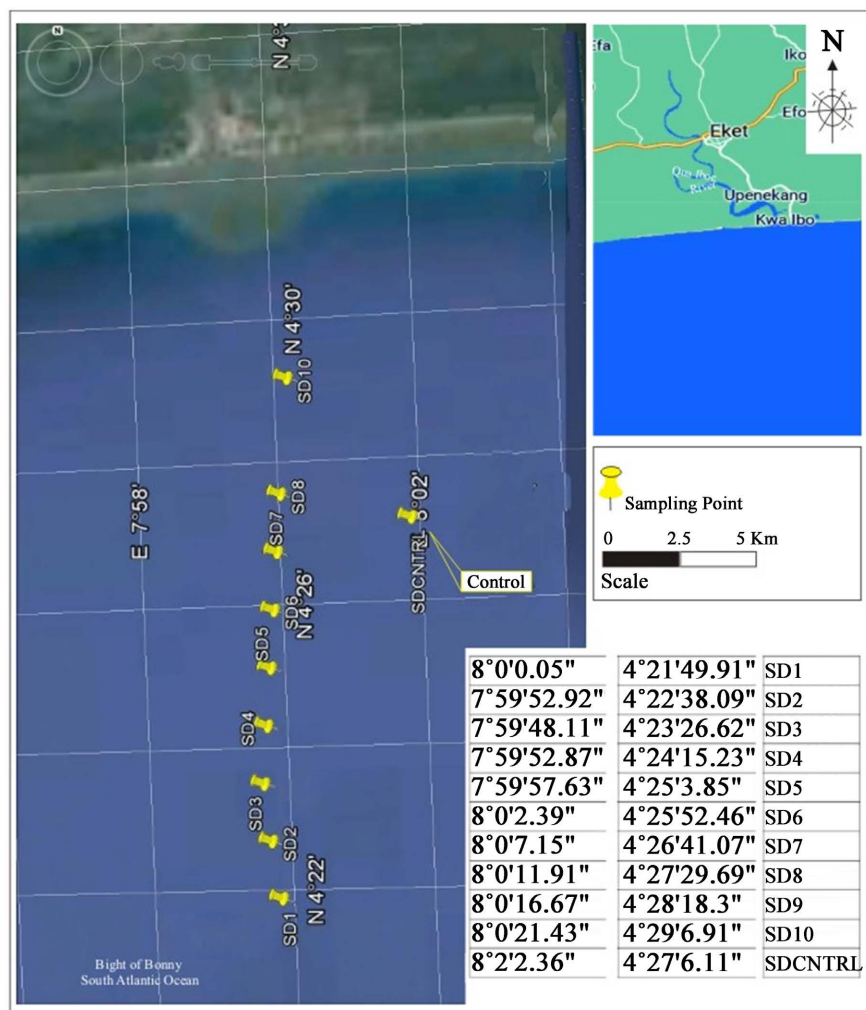 N
N 4°3
N 4°30'
SD10
SD8
E 7°58'
SD7
8°02'
SDCNTRL
Control
SD6
N 4°26'
SD5
SD4
SD3
SD2
N 4°22'
SD1
Bight of Bonny
South Atlantic Ocean
Efa
Iko
N
Efo
Eket
Qua Iboe
River
Upenekang
Kwa Ibo
Sampling Point
0 2.5 5 Km
Scale
8°0'0.05" 4°21'49.91" SD1
7°59'52.92" 4°22'38.09" SD2
7°59'48.11" 4°23'26.62" SD3
7°59'52.87" 4°24'15.23" SD4
7°59'57.63" 4°25'3.85" SD5
8°0'2.39" 4°25'52.46" SD6
8°0'7.15" 4°26'41.07" SD7
8°0'11.91" 4°27'29.69" SD8
8°0'16.67" 4°28'18.3" SD9
8°0'21.43" 4°29'6.91" SD10
8°2'2.36" 4°27'6.11" SDCNTRL